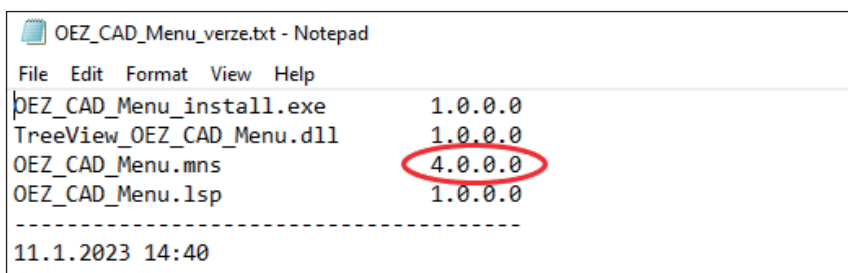 OEZ_CAD_Menu_verze.txt - Notepad
File Edit Format View Help
OEZ_CAD_Menu_install.exe 1.0.0.0
TreeView_OEZ_CAD_Menu.dll 1.0.0.0
OEZ_CAD_Menu.mns 4.0.0.0
OEZ_CAD_Menu.lsp 1.0.0.0
---------------------------------------
11.1.2023 14:40